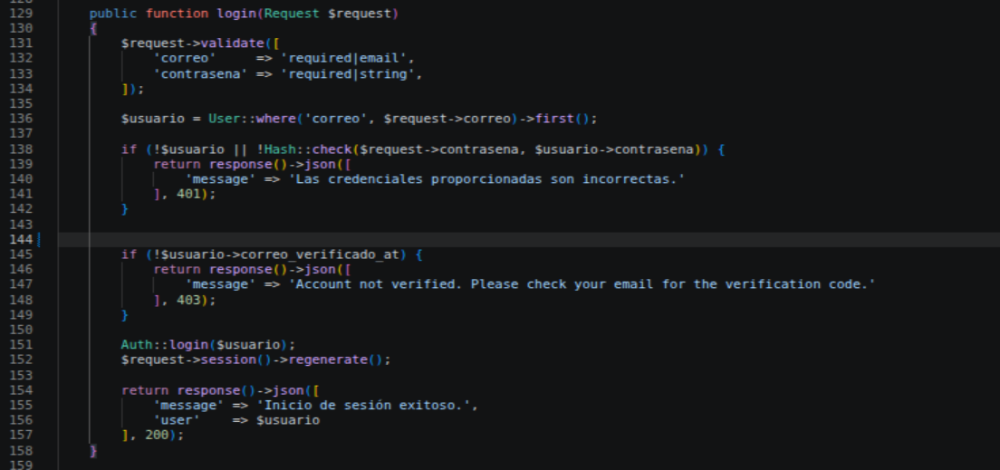 129 public function login(Request $request)
130 {
131     $request->validate([
132         'correo'     => 'required|email',
133         'contrasena' => 'required|string',
134     ]);
135
136     $usuario = User::where('correo', $request->correo)->first();
137
138     if (!$usuario || !Hash::check($request->contrasena, $usuario->contrasena)) {
139         return response()->json([
140             'message' => 'Las credenciales proporcionadas son incorrectas.'
141         ], 401);
142     }
143
144
145     if (!$usuario->correo_verificado_at) {
146         return response()->json([
147             'message' => 'Account not verified. Please check your email for the verification code.'
148         ], 403);
149     }
150
151     Auth::login($usuario);
152     $request->session()->regenerate();
153
154     return response()->json([
155         'message' => 'Inicio de sesión exitoso.',
156         'user'    => $usuario
157     ], 200);
158 }
159